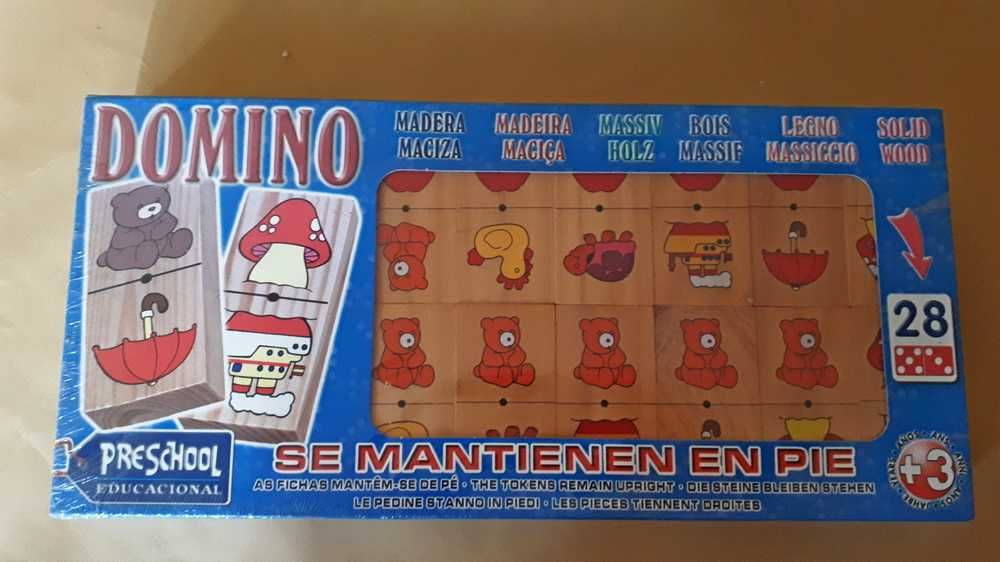 DOMINO
MADERA MACIZA
MADEIRA MACIÇA
MASSIV HOLZ
BOIS MASSIF
LEGNO MASSICCIO
SOLID WOOD
28
PRESCHOOL
EDUCACIONAL
SE MANTIENEN EN PIE
AS FICHAS MANTÊM-SE DE PÉ · THE TOKENS REMAIN UPRIGHT · DIE STEINE BLEIBEN STEHEN
LE PEDINE STANNO IN PIEDI · LES PIECES TIENNENT DROITES
+3